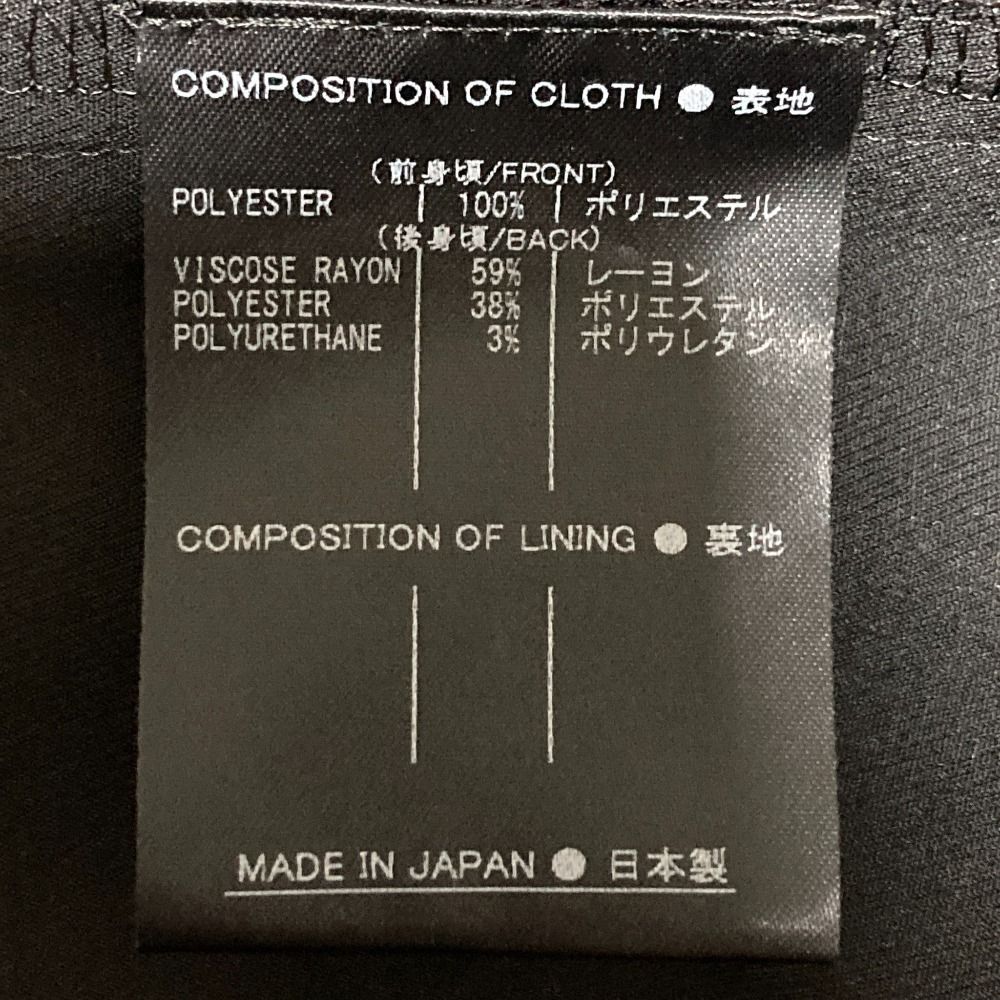 COMPOSITION OF CLOTH ● 表地
(前身頃/FRONT)
POLYESTER 100% ポリエステル
(後身頃/BACK)
VISCOSE RAYON 59% レーヨン
POLYESTER 38% ポリエステル
POLYURETHANE 3% ポリウレタン
COMPOSITION OF LINING ● 裏地
MADE IN JAPAN ● 日本製